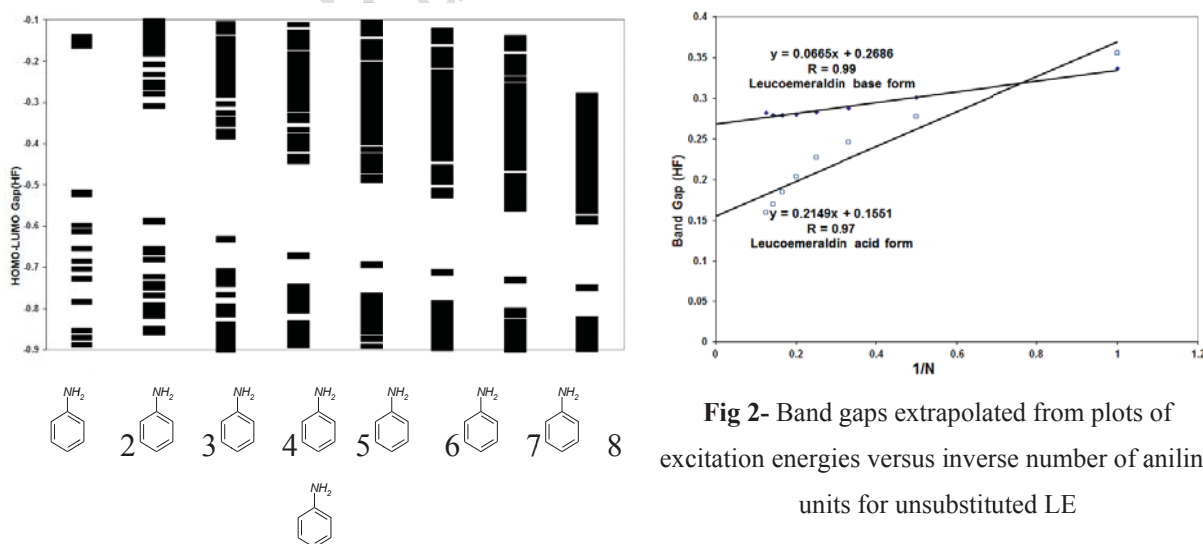 -0.1
-0.2
-0.3
-0.4
-0.5
-0.6
-0.7
-0.8
-0.9
HOMO-LUMO Gap(HF)
NH2
NH2
NH2
NH2
NH2
NH2
NH2
2 3 4 5 6 7 8
NH2
0.4
0.35
0.3
0.25
0.2
0.15
0.1
0.05
0
Band Gap (HF)
y = 0.0665x + 0.2686
R = 0.99
Leucoemeraldin base form
y = 0.2149x + 0.1551
R = 0.97
Leucoemeraldin acid form
0 0.2 0.4 0.6 0.8 1 1.2
1/N
Fig 2- Band gaps extrapolated from plots of
excitation energies versus inverse number of anilin
units for unsubstituted LE